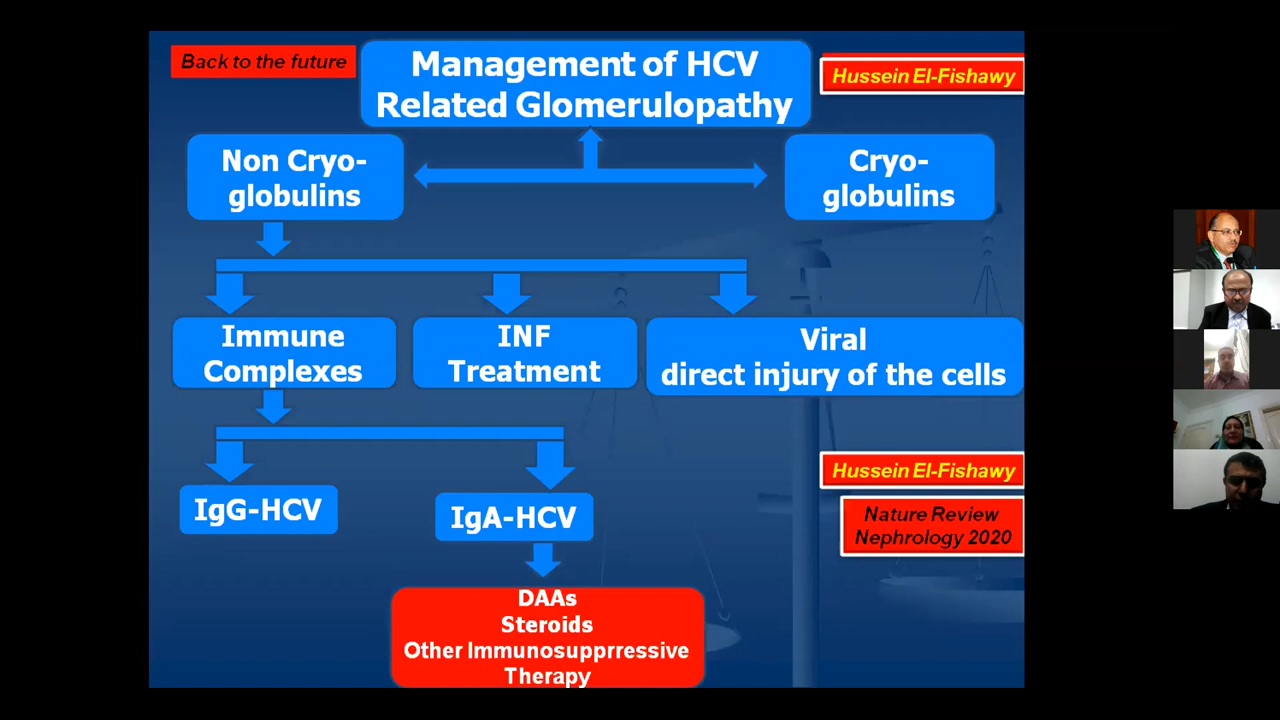 Back to the future
Management of HCV
Related Glomerulopathy
Hussein El-Fishawy
Non Cryo-
globulins
Cryo-
globulins
Immune
Complexes
INF
Treatment
Viral
direct injury of the cells
Hussein El-Fishawy
IgG-HCV
IgA-HCV
Nature Review
Nephrology 2020
DAAs
Steroids
Other Immunosupprressive
Therapy